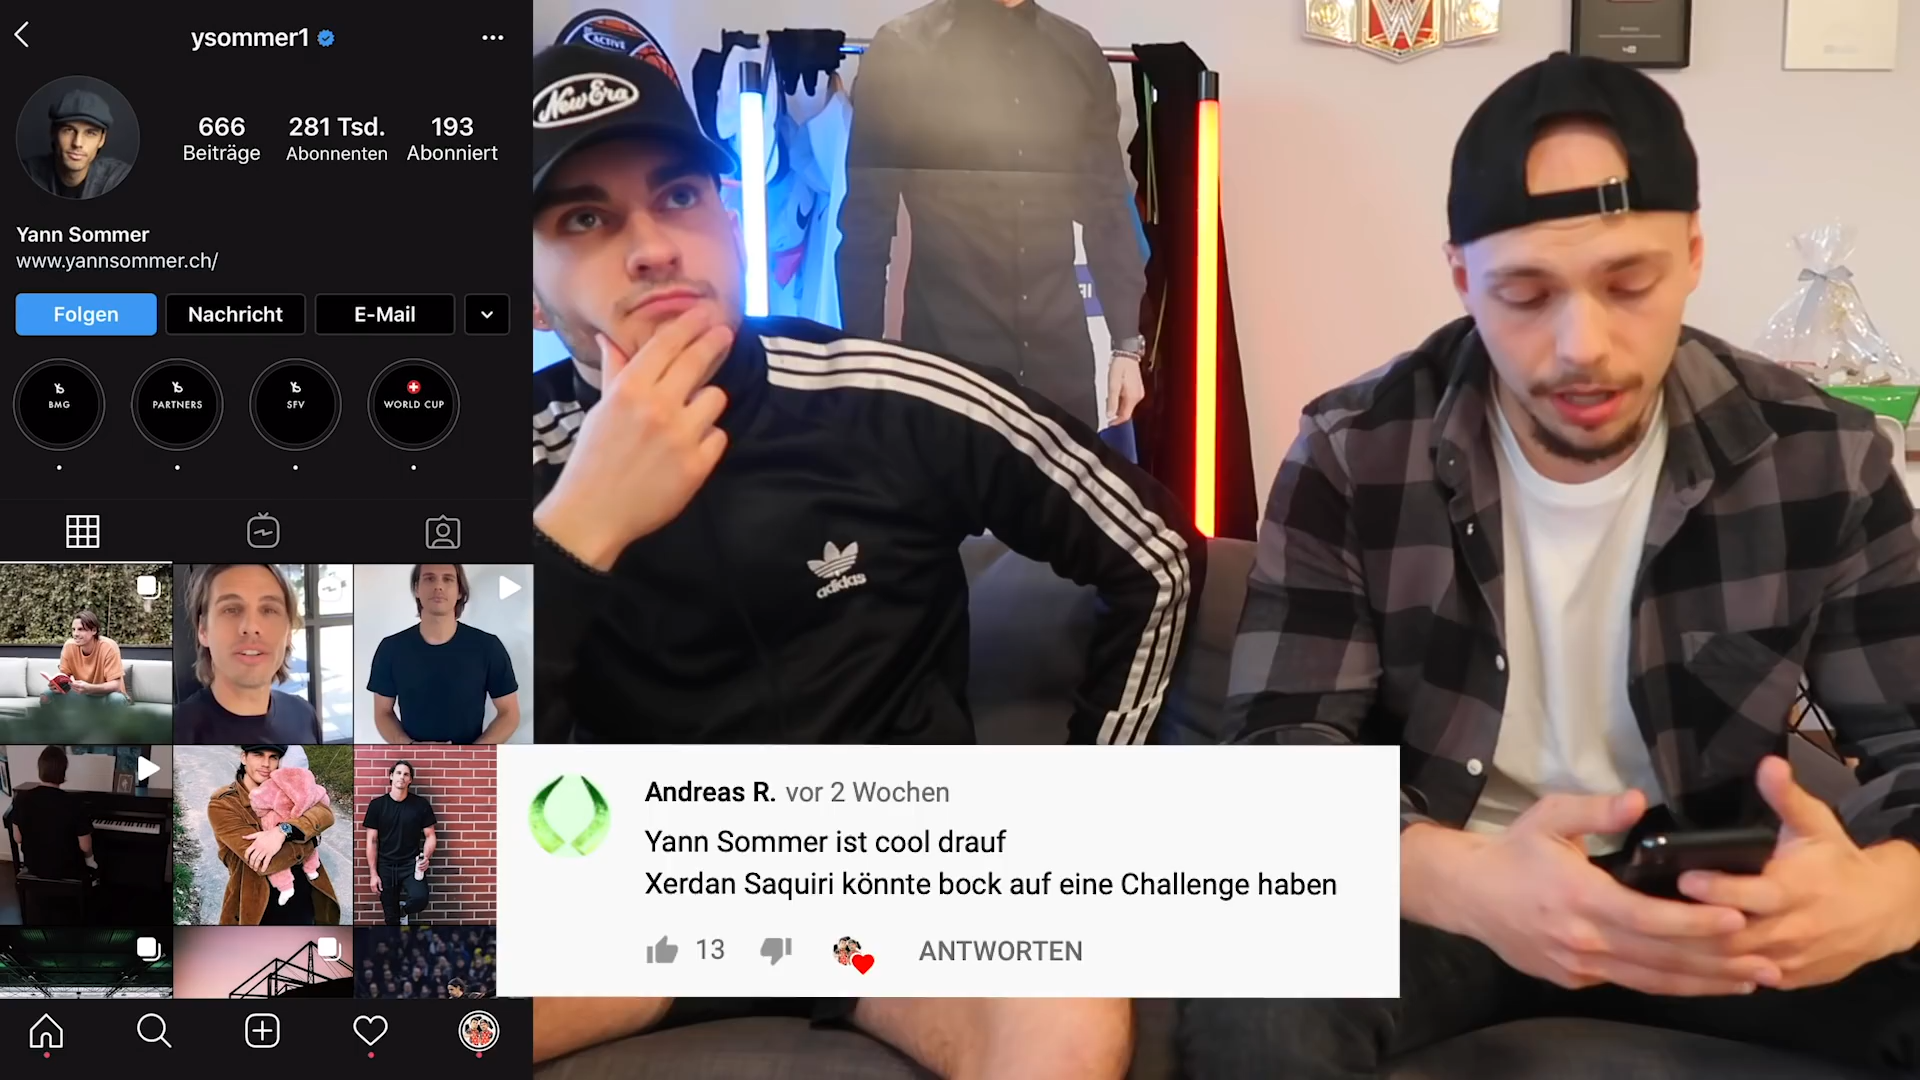 ysommer1
666
281 Tsd.
193
Beiträge
Abonnenten
Abonniert
Yann Sommer
www.yannsommer.ch/
Folgen
Nachricht
E-Mail
BMG
PARTNERS
SFV
WORLD CUP
ACTIVE
New Era
adidas
Andreas R. vor 2 Wochen
Yann Sommer ist cool drauf
Xerdan Saquiri könnte bock auf eine Challenge haben
13
ANTWORTEN